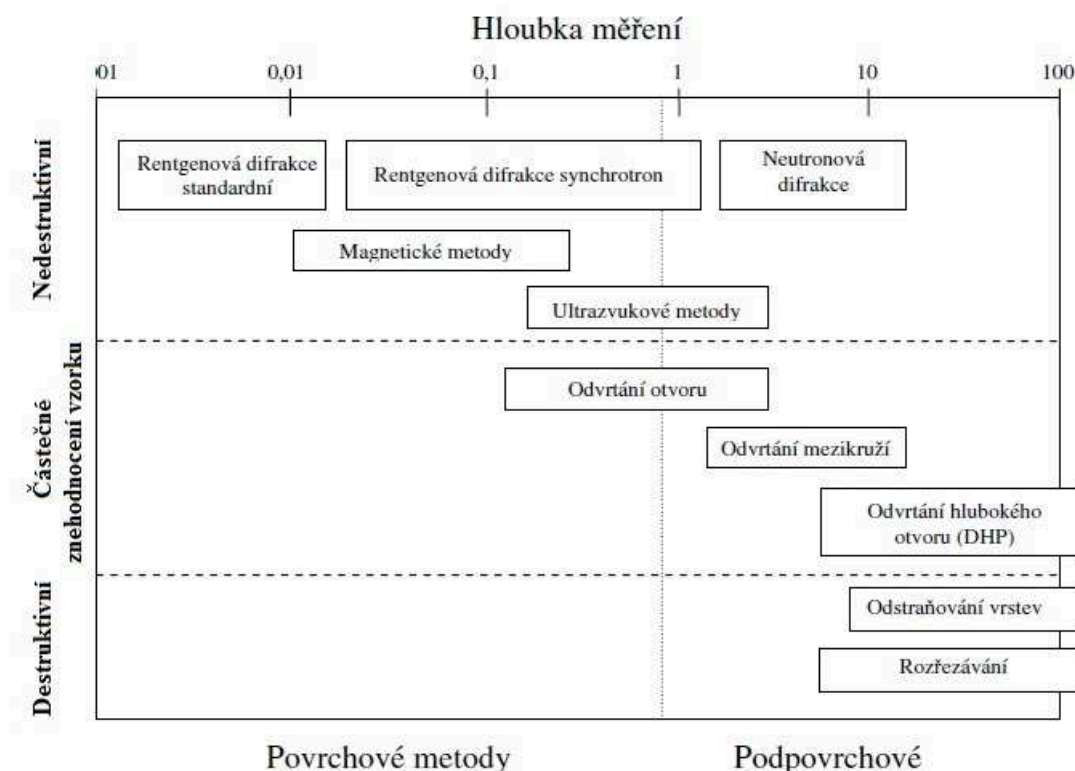 Hloubka měření
01 0,01 0,1 1 10 100
Nedestruktivní
Rentgenová difrakce
standardní
Rentgenová difrakce synchrotron
Neutronová
difrakce
Magnetické metody
Ultrazvukové metody
Částečné
znehodnocení vzorku
Odvrtání otvoru
Odvrtání mezikruží
Odvrtání hlubokého
otvoru (DHP)
Destruktivní
Odstraňování vrstev
Rozřezávání
Povrchové metody
Podpovrchové